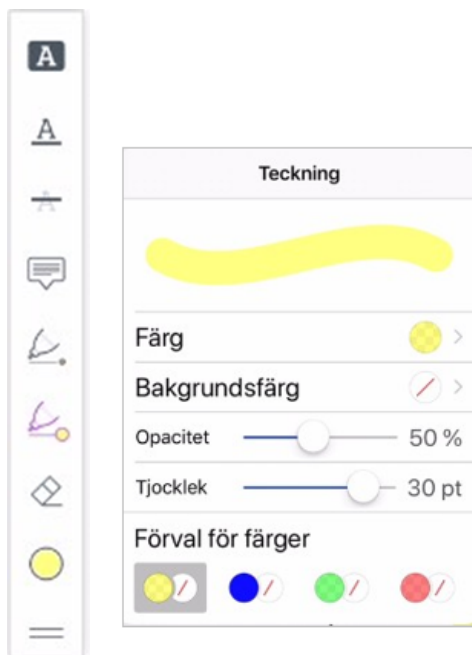 A
A
A
Teckning
Färg
Bakgrundsfärg
Opacitet 50 %
Tjocklek 30 pt
Förval för färger